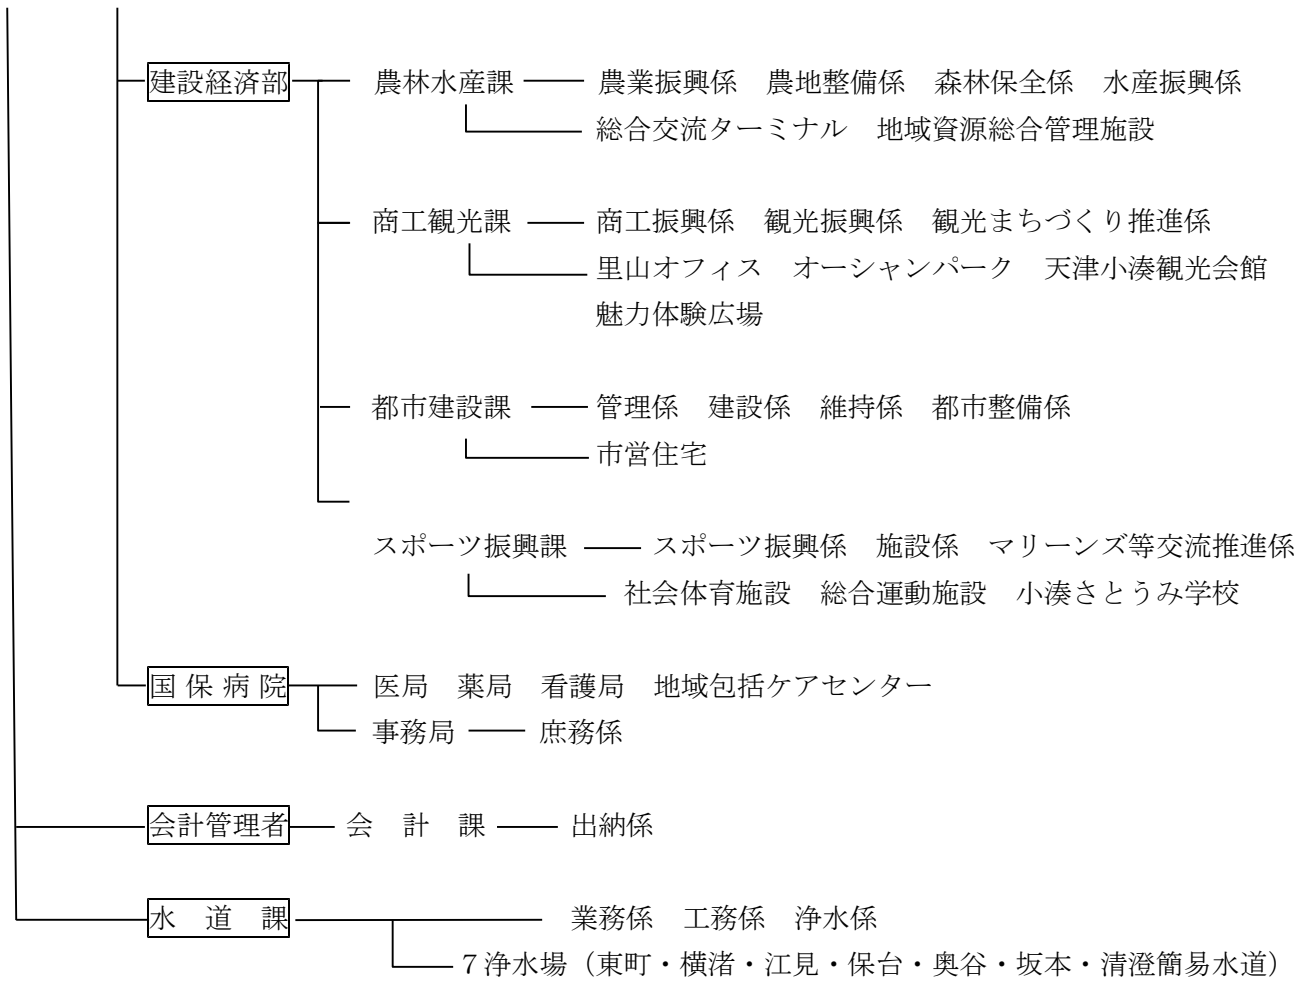 建設経済部 農林水産課 農業振興係 農地整備係 森林保全係 水産振興係
総合交流ターミナル 地域資源総合管理施設
商工観光課 商工振興係 観光振興係 観光まちづくり推進係
里山オフィス オーシャンパーク 天津小湊観光会館
魅力体験広場
都市建設課 管理係 建設係 維持係 都市整備係
市営住宅
スポーツ振興課 スポーツ振興係 施設係 マリーンズ等交流推進係
社会体育施設 総合運動施設 小湊さとうみ学校
国保病院 医局 薬局 看護局 地域包括ケアセンター
事務局 庶務係
会計管理者 会計課 出納係
水道課 業務係 工務係 浄水係
７浄水場（東町・横渚・江見・保台・奥谷・坂本・清澄簡易水道）